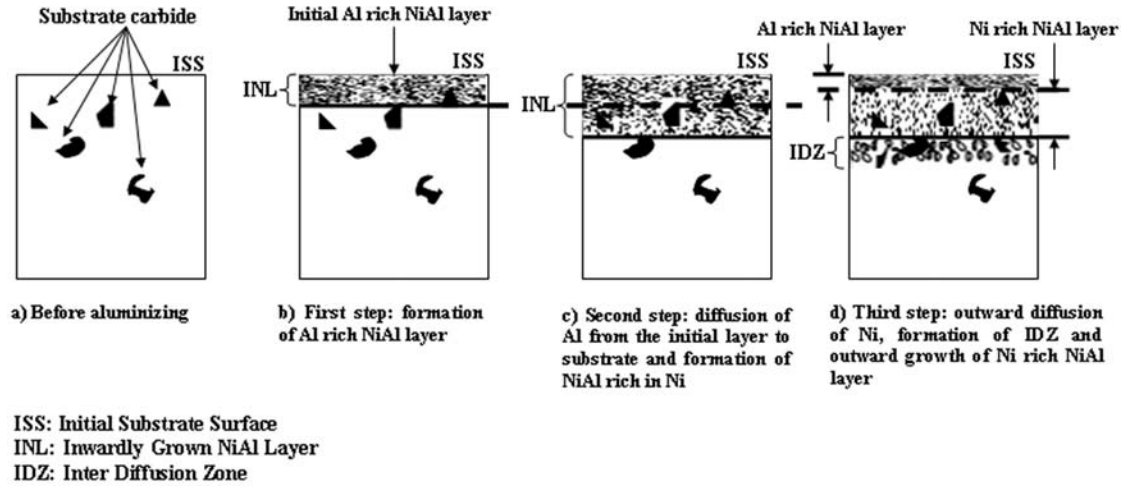 Substrate carbide
ISS
Initial Al rich NiAl layer
ISS
INL
ISS
INL
Al rich NiAl layer
Ni rich NiAl layer
ISS
IDZ
a) Before aluminizing
b) First step: formation
of Al rich NiAl layer
c) Second step: diffusion of
Al from the initial layer to
substrate and formation of
NiAl rich in Ni
d) Third step: outward diffusion
of Ni, formation of IDZ and
outward growth of Ni rich NiAl
layer
ISS: Initial Substrate Surface
INL: Inwardly Grown NiAl Layer
IDZ: Inter Diffusion Zone